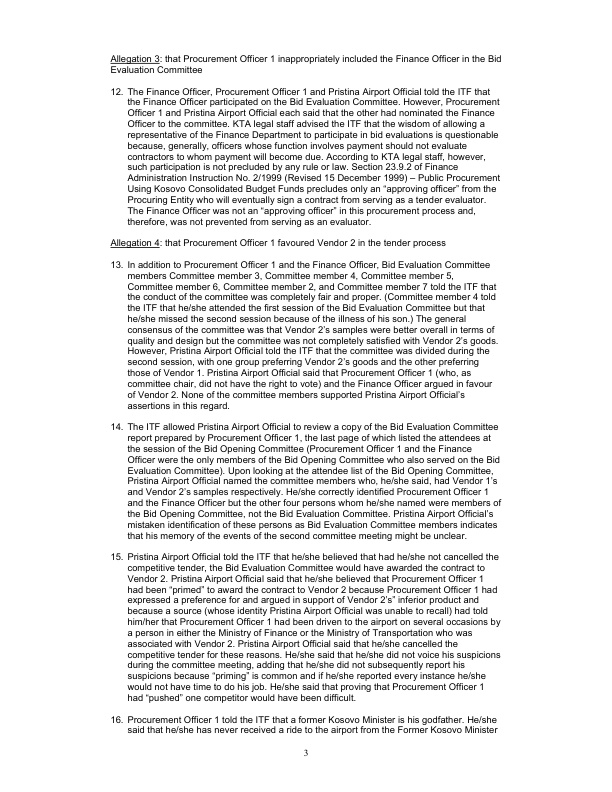 Allegation 3: that Procurement Officer 1 inappropriately included the Finance Officer in the Bid
Evaluation Committee
12. The Finance Officer, Procurement Officer 1 and Pristina Airport Official told the ITF that
the Finance Officer participated on the Bid Evaluation Committee. However, Procurement
Officer 1 and Pristina Airport Official each said that the other had nominated the Finance
Officer to the committee. KTA legal staff advised the ITF that the wisdom of allowing a
representative of the Finance Department to participate in bid evaluations is questionable
because, generally, officers whose function involves payment should not evaluate
contractors to whom payment will become due. According to KTA legal staff, however,
such participation is not precluded by any rule or law. Section 23.9.2 of Finance
Administration Instruction No. 2/1999 (Revised 15 December 1999) – Public Procurement
Using Kosovo Consolidated Budget Funds precludes only an “approving officer” from the
Procuring Entity who will eventually sign a contract from serving as a tender evaluator.
The Finance Officer was not an “approving officer” in this procurement process and,
therefore, was not prevented from serving as an evaluator.
Allegation 4: that Procurement Officer 1 favoured Vendor 2 in the tender process
13. In addition to Procurement Officer 1 and the Finance Officer, Bid Evaluation Committee
members Committee member 3, Committee member 4, Committee member 5,
Committee member 6, Committee member 2, and Committee member 7 told the ITF that
the conduct of the committee was completely fair and proper. (Committee member 4 told
the ITF that he/she attended the first session of the Bid Evaluation Committee but that
he/she missed the second session because of the illness of his son.) The general
consensus of the committee was that Vendor 2’s samples were better overall in terms of
quality and design but the committee was not completely satisfied with Vendor 2’s goods.
However, Pristina Airport Official told the ITF that the committee was divided during the
second session, with one group preferring Vendor 2’s goods and the other preferring
those of Vendor 1. Pristina Airport Official said that Procurement Officer 1 (who, as
committee chair, did not have the right to vote) and the Finance Officer argued in favour
of Vendor 2. None of the committee members supported Pristina Airport Official’s
assertions in this regard.
14. The ITF allowed Pristina Airport Official to review a copy of the Bid Evaluation Committee
report prepared by Procurement Officer 1, the last page of which listed the attendees at
the session of the Bid Opening Committee (Procurement Officer 1 and the Finance
Officer were the only members of the Bid Opening Committee who also served on the Bid
Evaluation Committee). Upon looking at the attendee list of the Bid Opening Committee,
Pristina Airport Official named the committee members who, he/she said, had Vendor 1’s
and Vendor 2’s samples respectively. He/she correctly identified Procurement Officer 1
and the Finance Officer but the other four persons whom he/she named were members of
the Bid Opening Committee, not the Bid Evaluation Committee. Pristina Airport Official’s
mistaken identification of these persons as Bid Evaluation Committee members indicates
that his memory of the events of the second committee meeting might be unclear.
15. Pristina Airport Official told the ITF that he/she believed that had he/she not cancelled the
competitive tender, the Bid Evaluation Committee would have awarded the contract to
Vendor 2. Pristina Airport Official said that he/she believed that Procurement Officer 1
had been “primed” to award the contract to Vendor 2 because Procurement Officer 1 had
expressed a preference for and argued in support of Vendor 2’s” inferior product and
because a source (whose identity Pristina Airport Official was unable to recall) had told
him/her that Procurement Officer 1 had been driven to the airport on several occasions by
a person in either the Ministry of Finance or the Ministry of Transportation who was
associated with Vendor 2. Pristina Airport Official said that he/she cancelled the
competitive tender for these reasons. He/she said that he/she did not voice his suspicions
during the committee meeting, adding that he/she did not subsequently report his
suspicions because “priming” is common and if he/she reported every instance he/she
would not have time to do his job. He/she said that proving that Procurement Officer 1
had “pushed” one competitor would have been difficult.
16. Procurement Officer 1 told the ITF that a former Kosovo Minister is his godfather. He/she
said that he/she has never received a ride to the airport from the Former Kosovo Minister
3